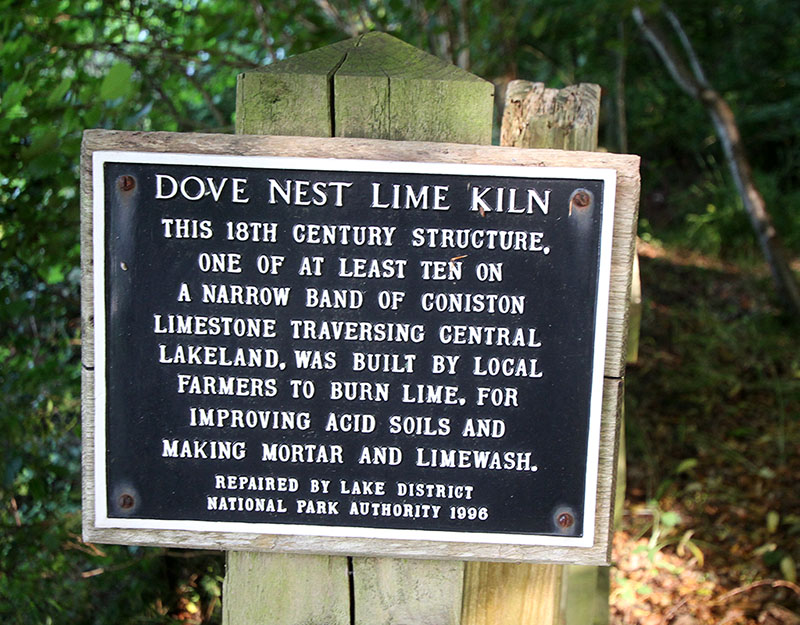 DOVE NEST LIME KILN
THIS 18TH CENTURY STRUCTURE,
ONE OF AT LEAST TEN ON
A NARROW BAND OF CONISTON
LIMESTONE TRAVERSING CENTRAL
LAKELAND, WAS BUILT BY LOCAL
FARMERS TO BURN LIME, FOR
IMPROVING ACID SOILS AND
MAKING MORTAR AND LIMEWASH.
REPAIRED BY LAKE DISTRICT
NATIONAL PARK AUTHORITY 1996